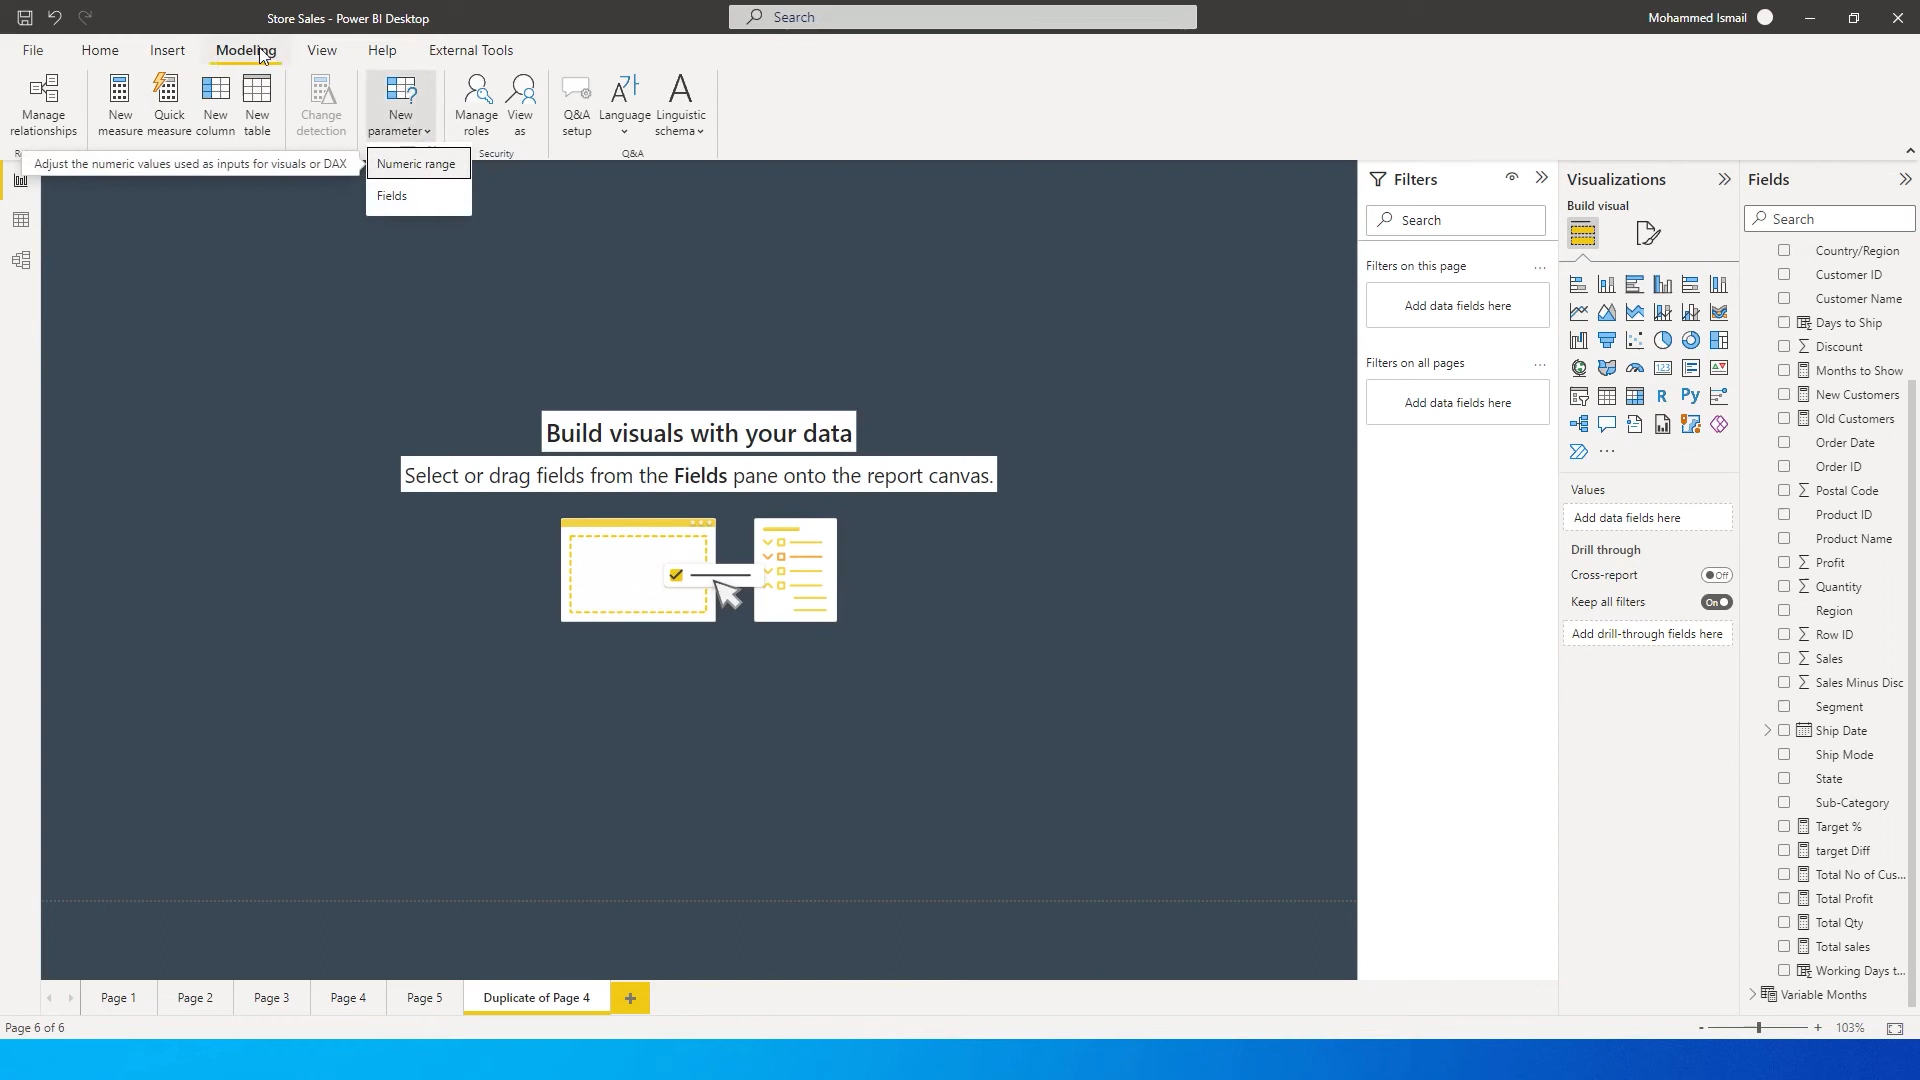 Store Sales - Power BI Desktop
Search
Mohammed Ismail
File
Home
Insert
Modeling
View
Help
External Tools
Manage
relationships
New
measure
Quick
measure
New
column
New
table
Change
detection
New
parameter
Manage
roles
View
as
Q&A
setup
Language
Linguistic
schema
Security
Q&A
Adjust the numeric values used as inputs for visuals or DAX
Numeric range
Fields
Build visuals with your data
Select or drag fields from the Fields pane onto the report canvas.
Filters
Search
Filters on this page
...
Add data fields here
Filters on all pages
...
Add data fields here
Visualizations
Build visual
123
R
Py
...
Values
Add data fields here
Drill through
Cross-report
Off
Keep all filters
On
Add drill-through fields here
Fields
Search
Country/Region
Customer ID
Customer Name
Days to Ship
Discount
Months to Show
New Customers
Old Customers
Order Date
Order ID
Postal Code
Product ID
Product Name
Profit
Quantity
Region
Row ID
Sales
Sales Minus Disc
Segment
Ship Date
Ship Mode
State
Sub-Category
Target %
target Diff
Total No of Cus...
Total Profit
Total Qty
Total sales
Working Days t...
Variable Months
Page 1
Page 2
Page 3
Page 4
Page 5
Duplicate of Page 4
+
Page 6 of 6
- + 103%